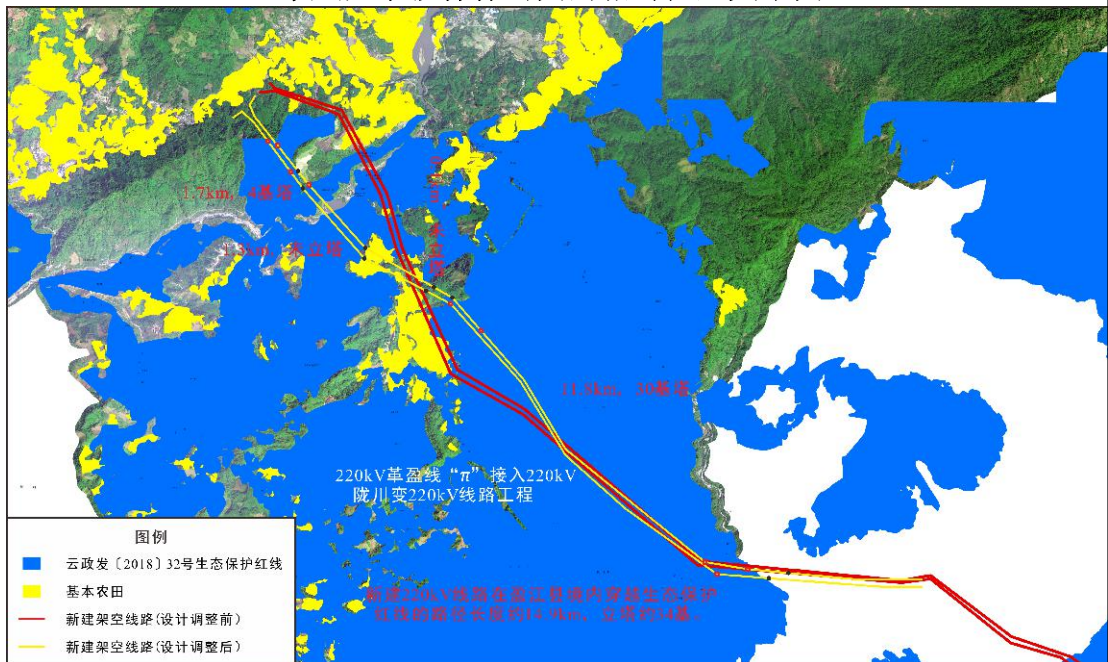 1.7km，4基塔
1.3km，未立塔
11.8km，30基塔
220kV革盈线“π”接入220kV
陇川变220kV线路工程
新建220kV线路在盈江县境内穿越生态保护
红线的路径长度约14.9km，立塔约34基。
图例
云政发〔2018〕32号生态保护红线
基本农田
新建架空线路(设计调整前)
新建架空线路(设计调整后)